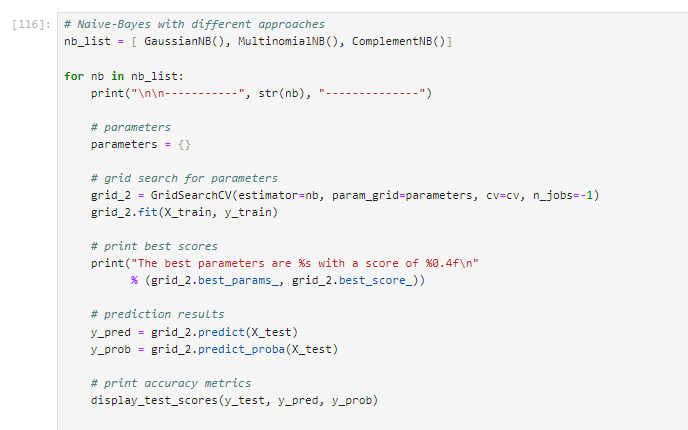 [116]: # Naive-Bayes with different approaches
nb_list = [ GaussianNB(), MultinomialNB(), ComplementNB()]
for nb in nb_list:
print("\n\n-----------", str(nb), "--------------")
# parameters
parameters = {}
# grid search for parameters
grid_2 = GridSearchCV(estimator=nb, param_grid=parameters, cv=cv, n_jobs=-1)
grid_2.fit(X_train, y_train)
# print best scores
print("The best parameters are %s with a score of %0.4f\n"
% (grid_2.best_params_, grid_2.best_score_))
# prediction results
y_pred = grid_2.predict(X_test)
y_prob = grid_2.predict_proba(X_test)
# print accuracy metrics
display_test_scores(y_test, y_pred, y_prob)